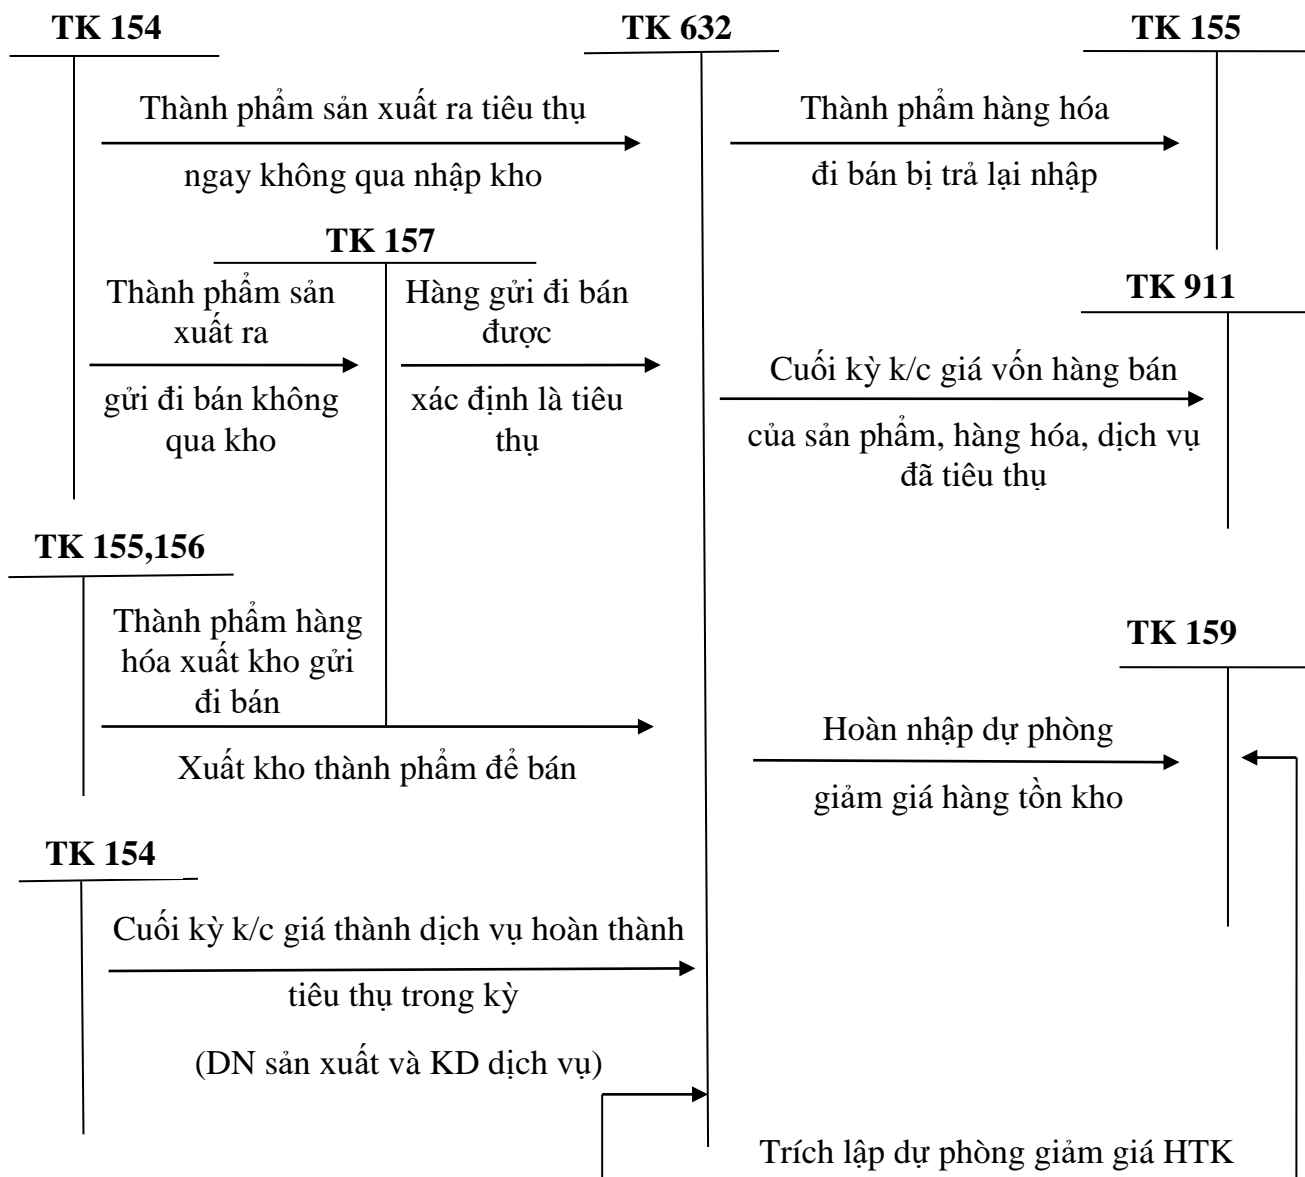 TK 154
TK 632
TK 155
Thành phẩm sản xuất ra tiêu thụ
ngay không qua nhập kho
Thành phẩm hàng hóa
đi bán bị trả lại nhập
TK 157
Thành phẩm sản
xuất ra
gửi đi bán không
qua kho
Hàng gửi đi bán
được
xác định là tiêu
thụ
TK 911
Cuối kỳ k/c giá vốn hàng bán
của sản phẩm, hàng hóa, dịch vụ
đã tiêu thụ
TK 155,156
Thành phẩm hàng
hóa xuất kho gửi
đi bán
Xuất kho thành phẩm để bán
TK 159
Hoàn nhập dự phòng
giảm giá hàng tồn kho
TK 154
Cuối kỳ k/c giá thành dịch vụ hoàn thành
tiêu thụ trong kỳ
(DN sản xuất và KD dịch vụ)
Trích lập dự phòng giảm giá HTK